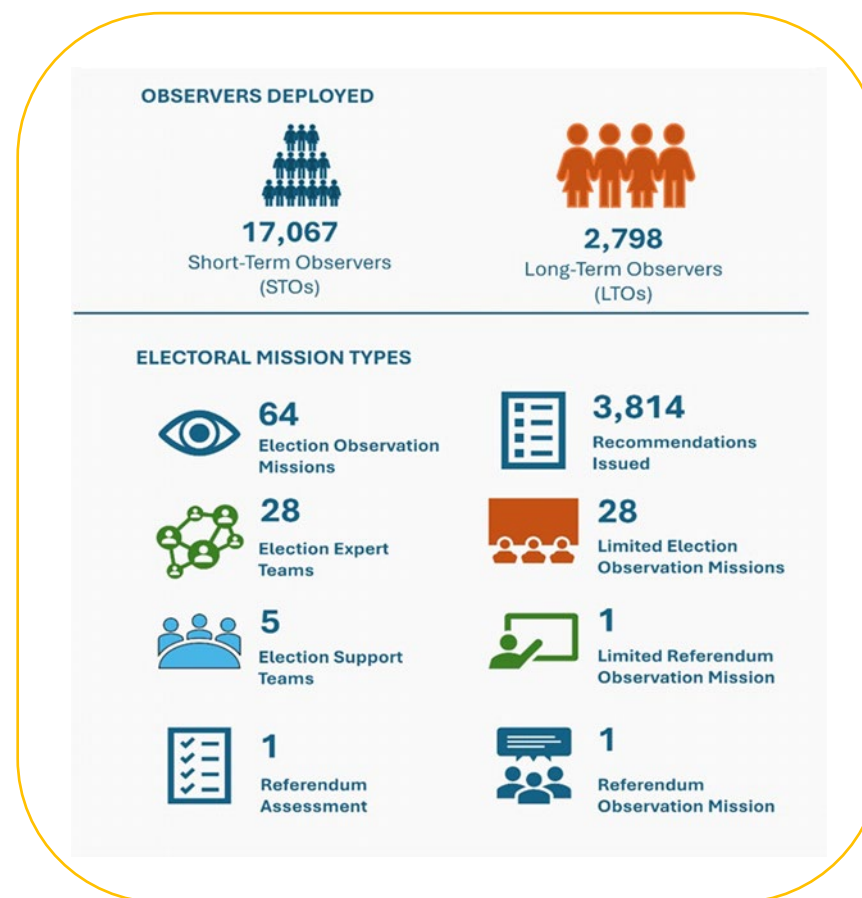 OBSERVERS DEPLOYED
17,067
Short-Term Observers
(STOs)
2,798
Long-Term Observers
(LTOs)
ELECTORAL MISSION TYPES
64
Election Observation
Missions
3,814
Recommendations
Issued
28
Election Expert
Teams
28
Limited Election
Observation Missions
5
Election Support
Teams
1
Limited Referendum
Observation Mission
1
Referendum
Assessment
1
Referendum
Observation Mission